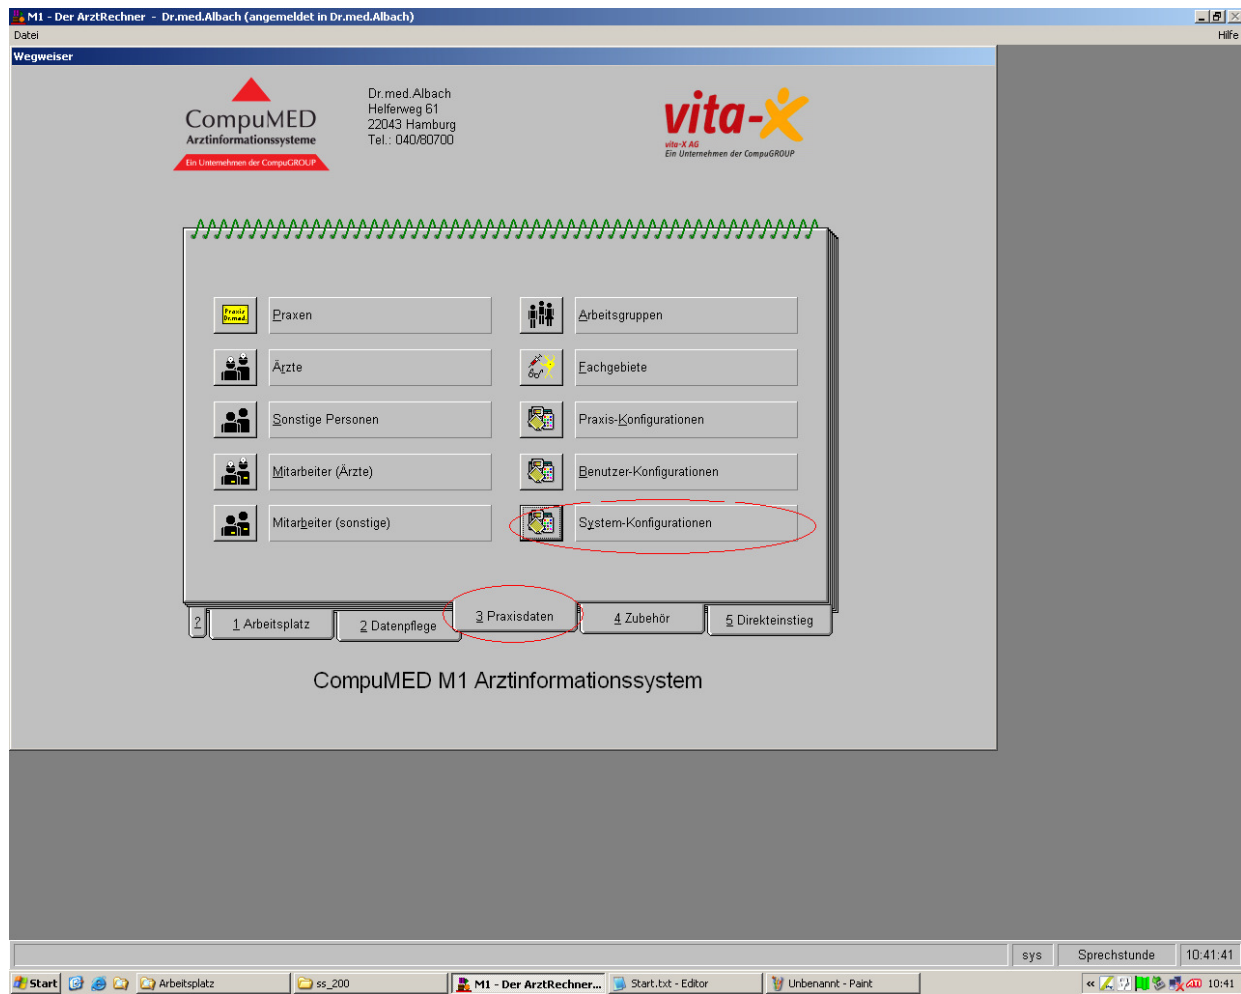 M1 - Der ArztRechner - Dr.med.Albach (angemeldet in Dr.med.Albach)
Datei
Hilfe
Wegweiser
CompuMED
Arztinformationssysteme
Ein Unternehmen der CompuGROUP
Dr.med.Albach
Helferweg 61
22043 Hamburg
Tel.: 040/80700
vita-X
vita-X AG
Ein Unternehmen der CompuGROUP
Praxis
Dr.med.
Praxen
Arbeitsgruppen
Ärzte
Fachgebiete
Sonstige Personen
Praxis-Konfigurationen
Mitarbeiter (Ärzte)
Benutzer-Konfigurationen
Mitarbeiter (sonstige)
System-Konfigurationen
?
1 Arbeitsplatz
2 Datenpflege
3 Praxisdaten
4 Zubehör
5 Direkteinstieg
CompuMED M1 Arztinformationssystem
sys
Sprechstunde
10:41:41
Start
Arbeitsplatz
ss_200
M1 - Der ArztRechner...
Start.txt - Editor
Unbenannt - Paint
«
10:41